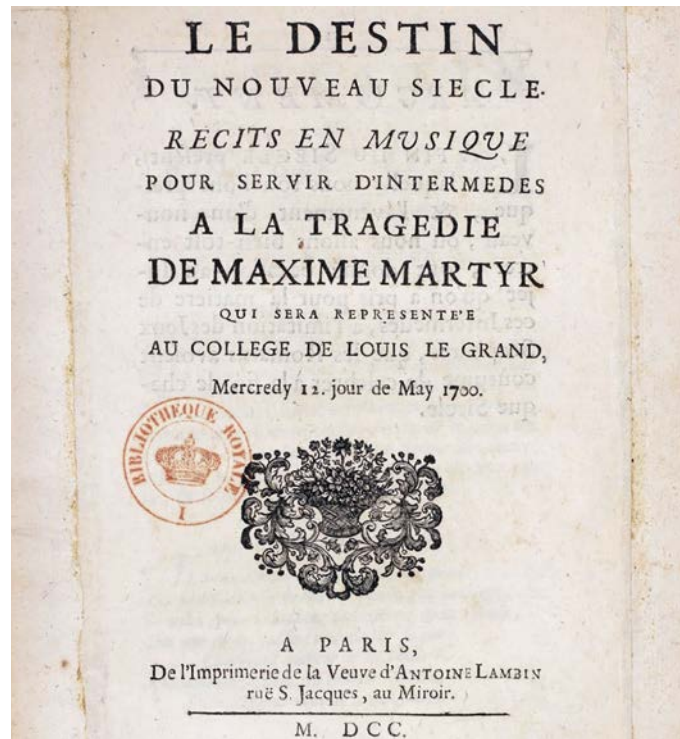 LE DESTIN
DU NOUVEAU SIECLE.
RECITS EN MVSIQVE
POUR SERVIR D'INTERMEDES
A LA TRAGEDIE
DE MAXIME MARTYR
QUI SERA REPRESENTE'E
AU COLLEGE DE LOUIS LE GRAND,
Mercredy 12. jour de May 1700.
BIBLIOTHEQUE ROYALE
I
A PARIS,
De l'Imprimerie de la Veuve d'ANTOINE LAMBIN
ruë S. Jacques, au Miroir.
M. DCC.